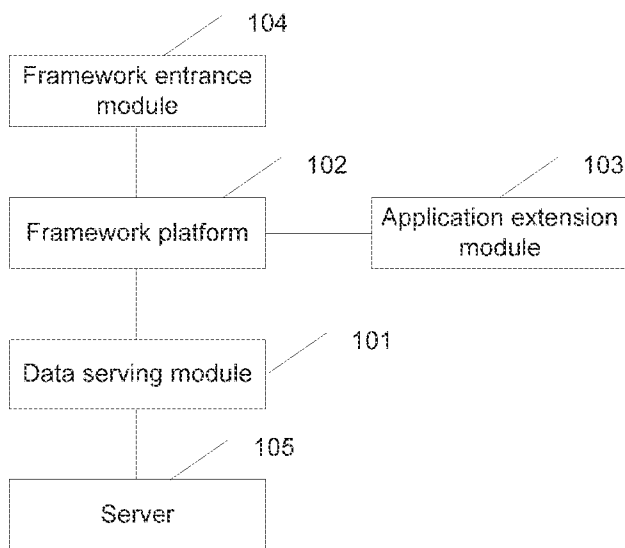 104
Framework entrance
module
102
103
Framework platform
Application extension
module
101
Data serving module
105
Server